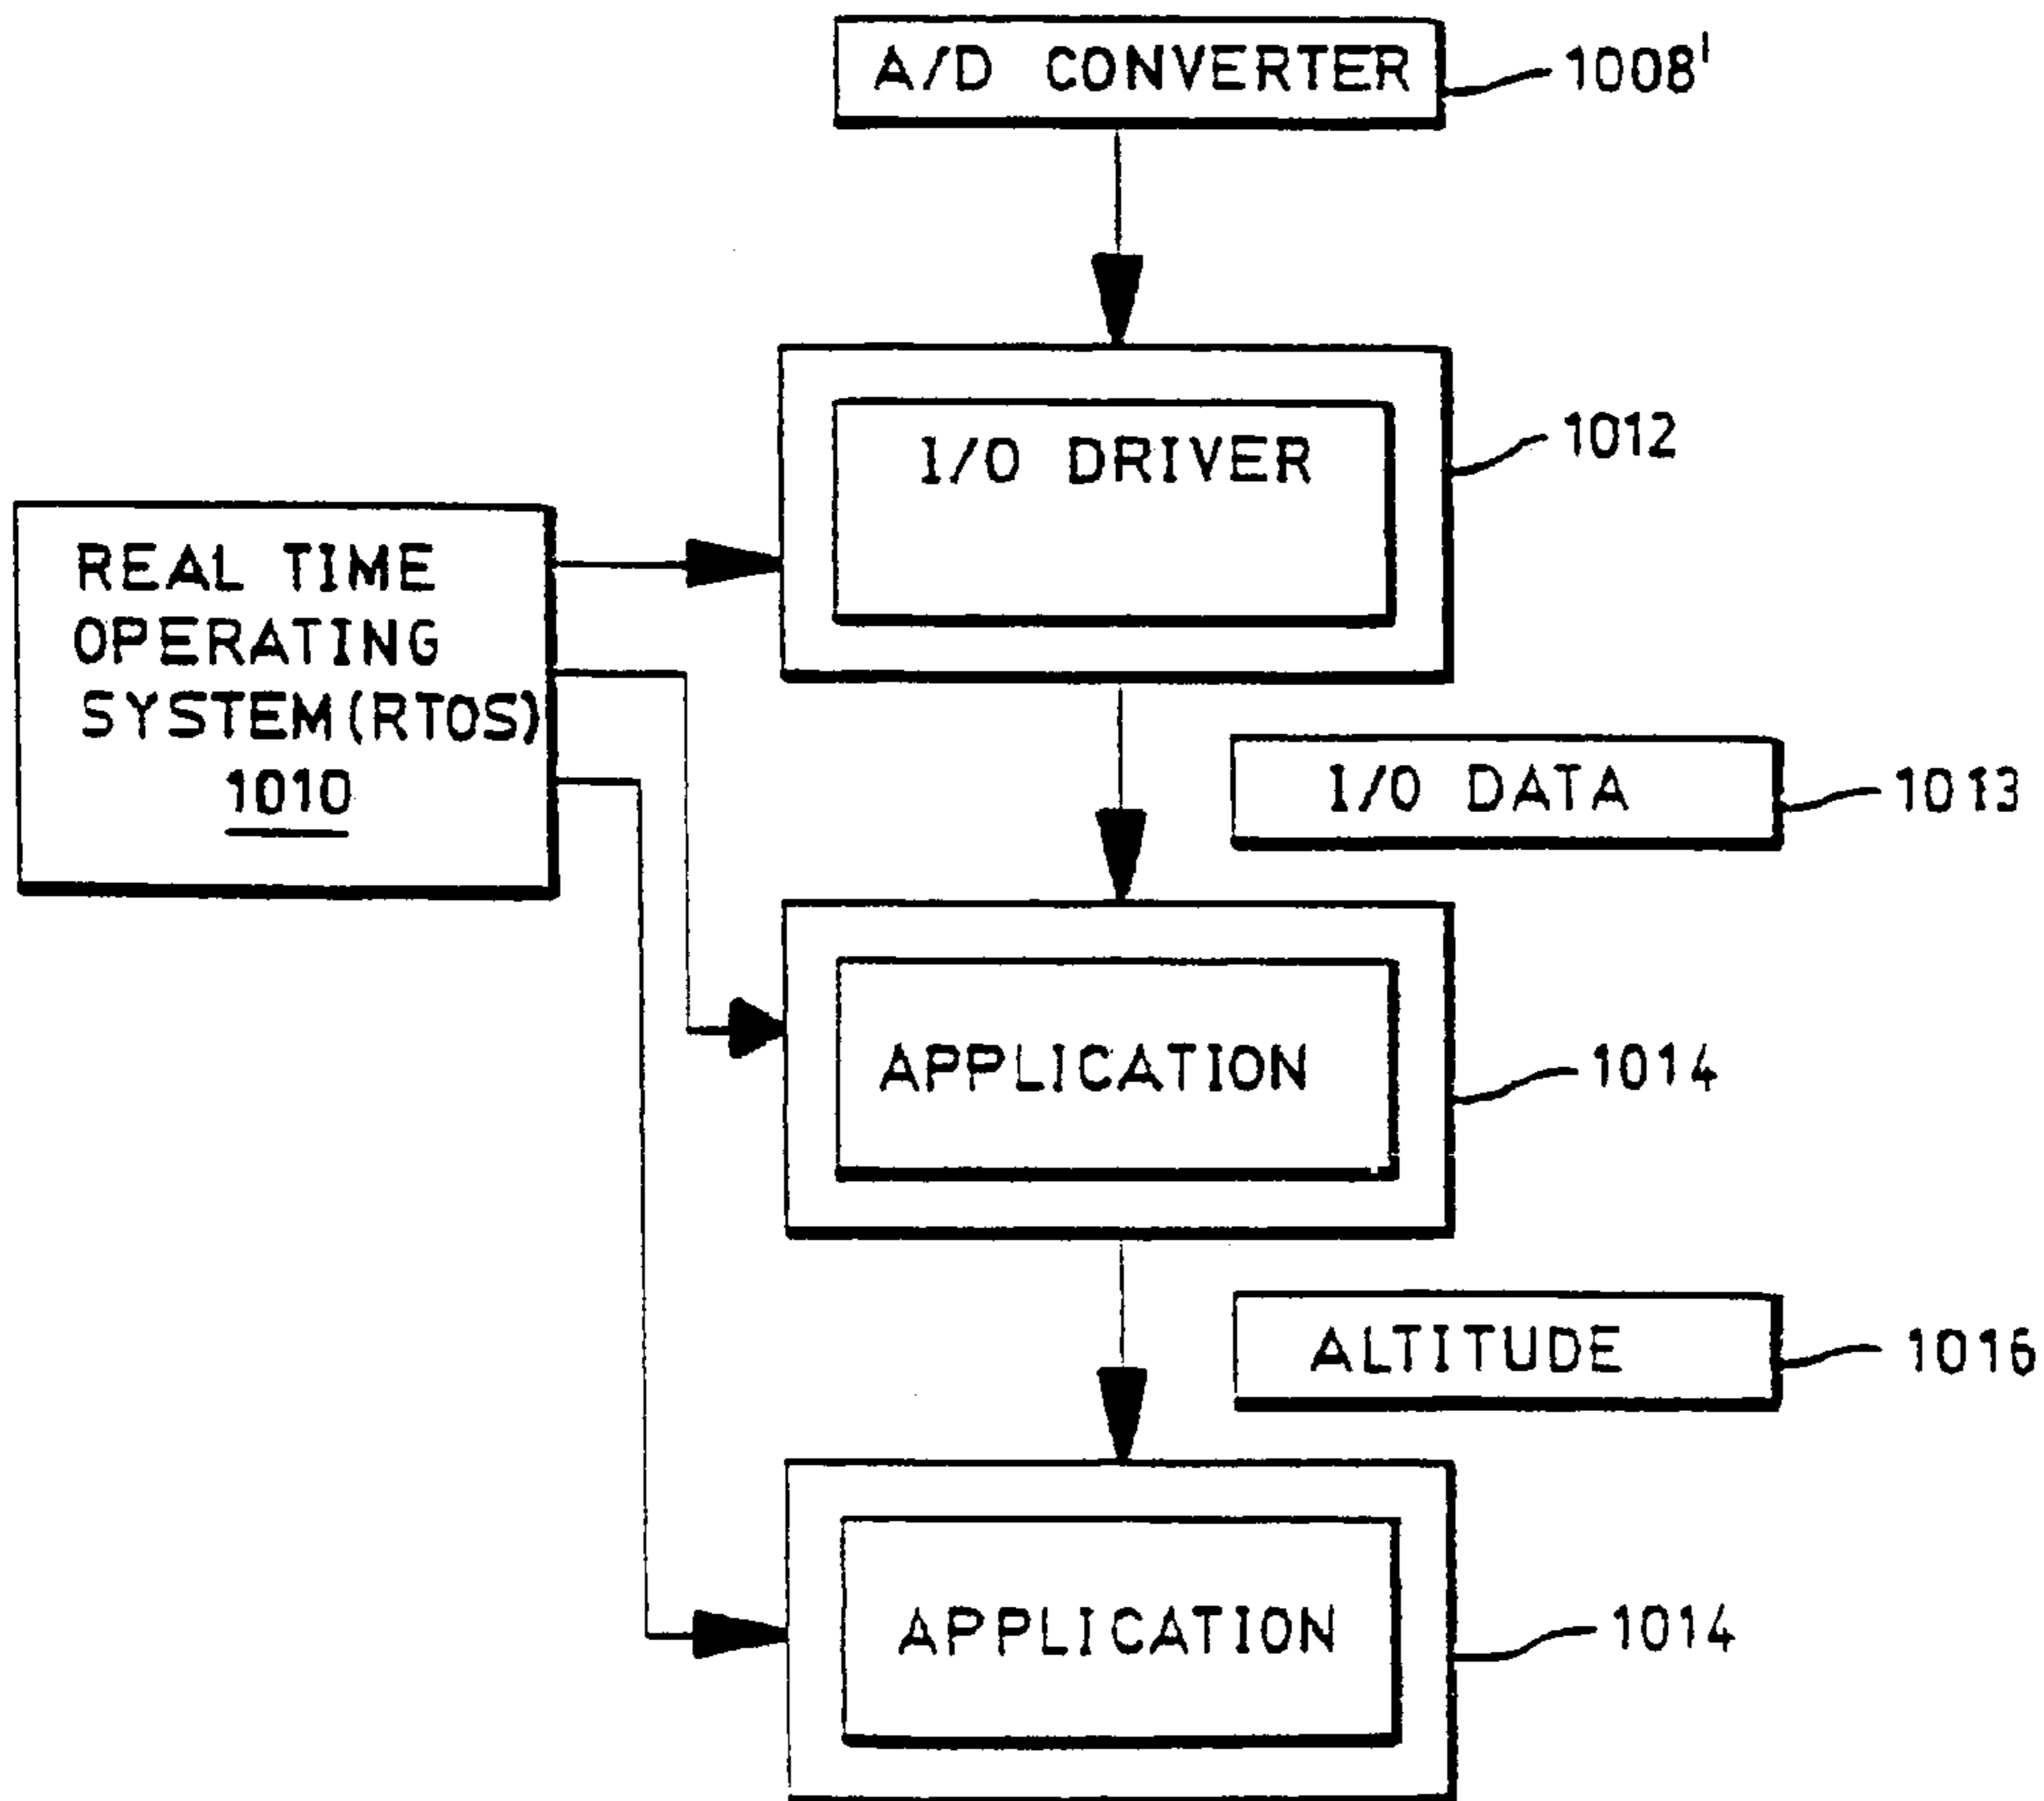 A/D CONVERTER
1008'
I/O DRIVER
1012
REAL TIME
OPERATING
SYSTEM(RTOS)
1010
I/O DATA
1013
APPLICATION
1014
ALTITUDE
1016
APPLICATION
1014